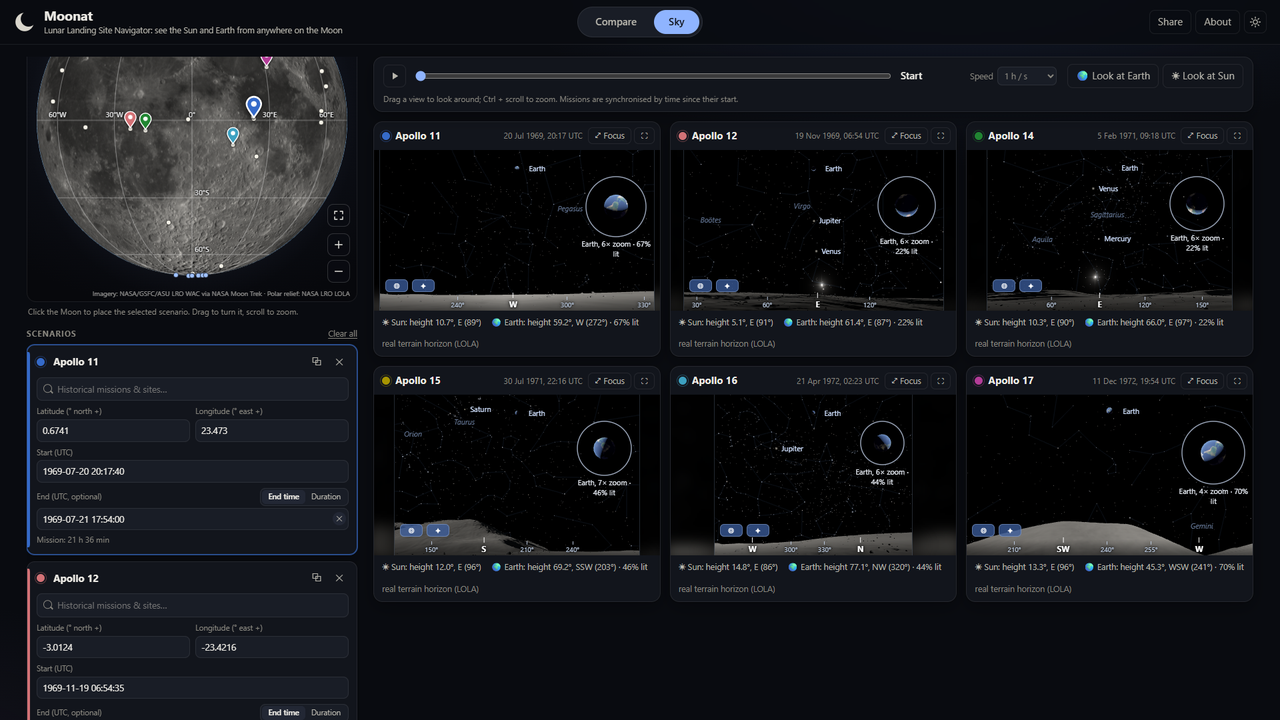 Moonat
Lunar Landing Site Navigator: see the Sun and Earth from anywhere on the Moon
Compare
Sky
Share
About
60°W
30°W
0°
30°E
60°E
30°S
60°S
Imagery: NASA/GSFC/ASU LRO WAC via NASA Moon Trek · Polar relief: NASA LRO LOLA
Click the Moon to place the selected scenario. Drag to turn it, scroll to zoom.
SCENARIOS
Clear all
Apollo 11
Historical missions & sites...
Latitude (° north +)
Longitude (° east +)
0.6741
23.473
Start (UTC)
1969-07-20 20:17:40
End (UTC, optional)
End time
Duration
1969-07-21 17:54:00
Mission: 21 h 36 min
Apollo 12
Historical missions & sites...
Latitude (° north +)
Longitude (° east +)
-3.0124
-23.4216
Start (UTC)
1969-11-19 06:54:35
End (UTC, optional)
End time
Duration
Start
Speed
1 h / s
Look at Earth
Look at Sun
Drag a view to look around; Ctrl + scroll to zoom. Missions are synchronised by time since their start.
Apollo 11
20 Jul 1969, 20:17 UTC
Focus
Earth
Pegasus
Earth, 6× zoom · 67%
lit
240°
W
300°
330°
Sun: height 10.7°, E (89°)
Earth: height 59.2°, W (272°) · 67% lit
real terrain horizon (LOLA)
Apollo 12
19 Nov 1969, 06:54 UTC
Focus
Earth
Virgo
Boötes
Jupiter
Venus
Earth, 6× zoom ·
22% lit
30°
60°
E
120°
Sun: height 5.1°, E (91°)
Earth: height 61.4°, E (87°) · 22% lit
real terrain horizon (LOLA)
Apollo 14
5 Feb 1971, 09:18 UTC
Focus
Earth
Venus
Sagittarius
Aquila
Mercury
Earth, 6× zoom ·
22% lit
60°
E
120°
150°
Sun: height 10.3°, E (90°)
Earth: height 66.0°, E (97°) · 22% lit
real terrain horizon (LOLA)
Apollo 15
30 Jul 1971, 22:16 UTC
Focus
Saturn
Earth
Taurus
Orion
Earth, 7× zoom ·
46% lit
150°
S
210°
240°
Sun: height 12.0°, E (96°)
Earth: height 69.2°, SSW (203°) · 46% lit
real terrain horizon (LOLA)
Apollo 16
21 Apr 1972, 02:23 UTC
Focus
Earth
Jupiter
Earth, 6× zoom ·
44% lit
W
300°
330°
N
Sun: height 14.8°, E (86°)
Earth: height 77.1°, NW (320°) · 44% lit
real terrain horizon (LOLA)
Apollo 17
11 Dec 1972, 19:54 UTC
Focus
Earth
Earth, 4× zoom · 70%
lit
Gemini
210°
SW
240°
255°
W
Sun: height 13.3°, E (96°)
Earth: height 45.3°, WSW (241°) · 70% lit
real terrain horizon (LOLA)